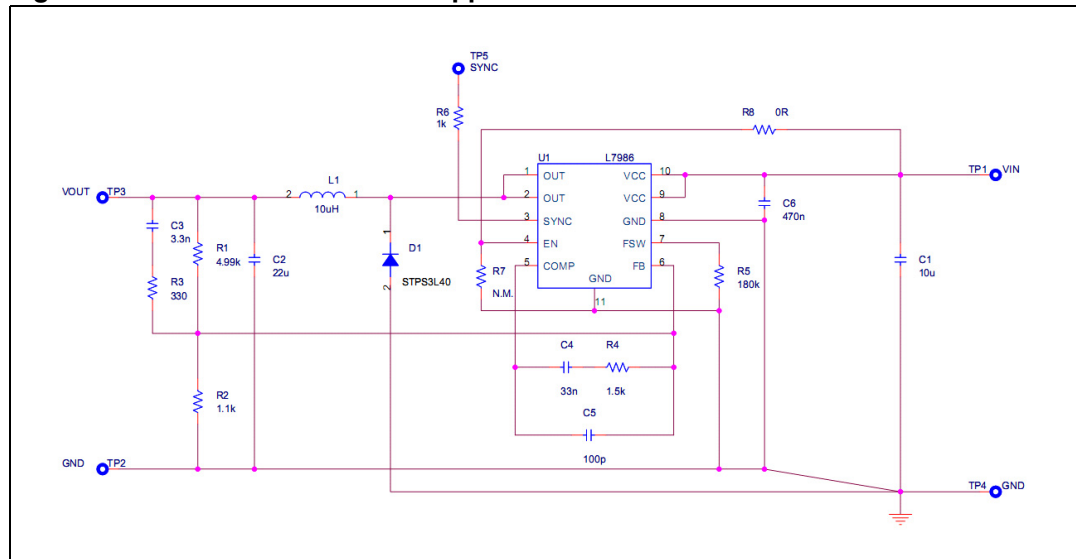 TP5
SYNC
R6
1k
R8 0R
U1 L7986
1 OUT VCC 10
2 OUT VCC 9
3 SYNC GND 8
4 EN FSW 7
5 COMP FB 6
GND
11
TP1 VIN
VOUT TP3
L1
2 1
10uH
C3
3.3n
R1
4.99k
C2
22u
R3
330
1
D1
STPS3L40
2
R7
N.M.
R5
180k
C6
470n
C1
10u
C4 R4
33n 1.5k
C5
100p
R2
1.1k
GND TP2
TP4 GND